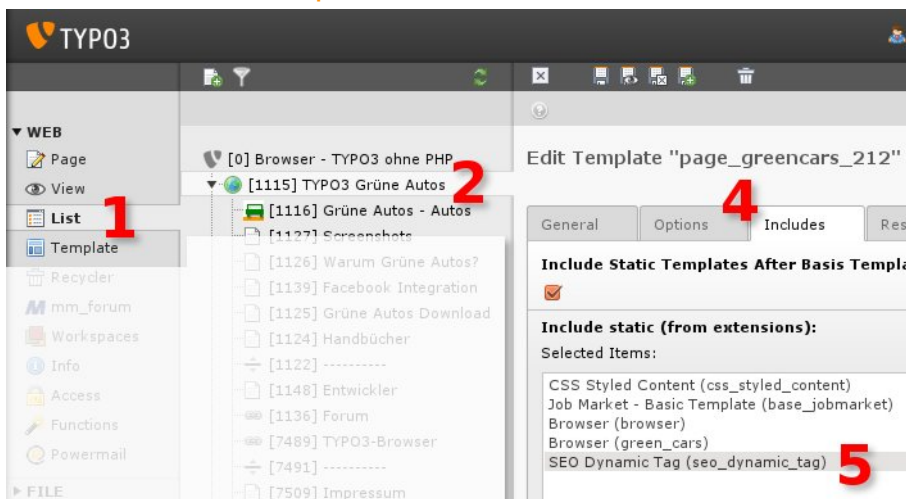 TYPO3
WEB
Page
View
List
Template
Recycler
mm_forum
Workspaces
Info
Access
Functions
Powermail
FILE
1
[0] Browser - TYPO3 ohne PHP
[1115] TYPO3 Grüne Autos
[1116] Grüne Autos - Autos
[1127] Screenshots
[1126] Warum Grüne Autos?
[1139] Facebook Integration
[1125] Grüne Autos Download
[1124] Handbücher
[1122] ----------
[1148] Entwickler
[1136] Forum
[7489] TYPO3-Browser
[7491] ----------
[7509] Impressum
2
Edit Template "page_greencars_212"
4
General Options Includes Res
Include Static Templates After Basis Templa
Include static (from extensions):
Selected Items:
CSS Styled Content (css_styled_content)
Job Market - Basic Template (base_jobmarket)
Browser (browser)
Browser (green_cars)
SEO Dynamic Tag (seo_dynamic_tag)
5